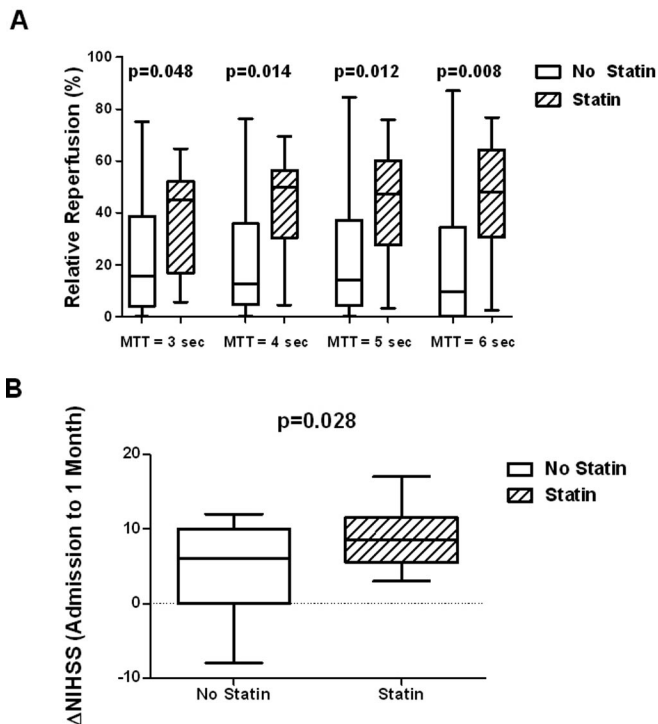 A
Relative Reperfusion (%)
100
80
60
40
20
0
p=0.048 p=0.014 p=0.012 p=0.008
No Statin
Statin
MTT = 3 sec MTT = 4 sec MTT = 5 sec MTT = 6 sec
B
ΔNIHSS (Admission to 1 Month)
p=0.028
20
10
0
-10
No Statin
Statin
No Statin Statin